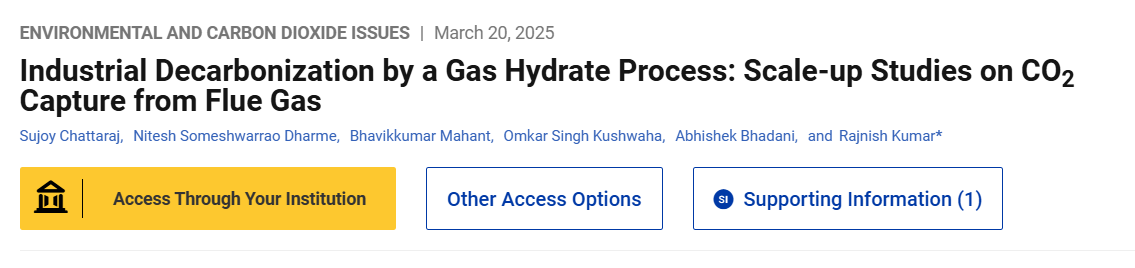 ENVIRONMENTAL AND CARBON DIOXIDE ISSUES | March 20, 2025
Industrial Decarbonization by a Gas Hydrate Process: Scale-up Studies on CO2
Capture from Flue Gas
Sujoy Chattaraj, Nitesh Someshwarrao Dharme, Bhavikkumar Mahant, Omkar Singh Kushwaha, Abhishek Bhadani, and Rajnish Kumar*
Access Through Your Institution
Other Access Options
SI Supporting Information (1)